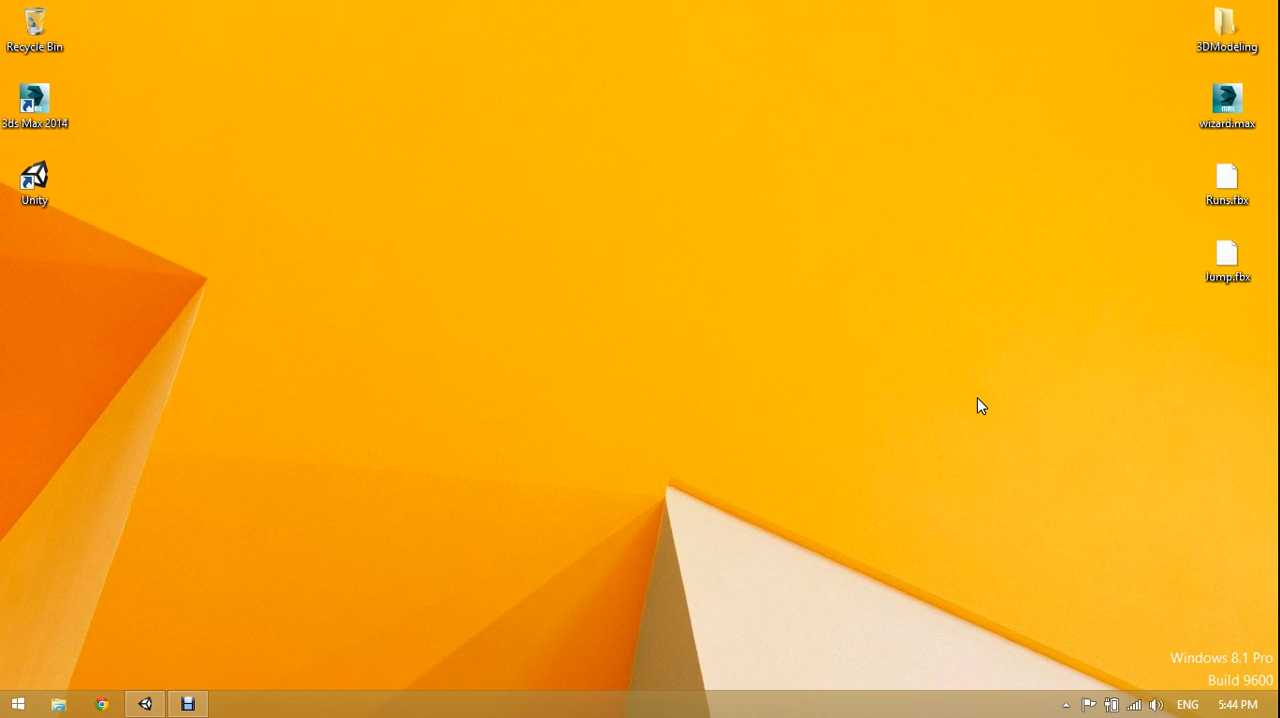 Recycle Bin
3ds Max 2014
Unity
3DModeling
MAX
wizard.max
Runs.fbx
Jump.fbx
Windows 8.1 Pro
Build 9600
ENG
5:44 PM